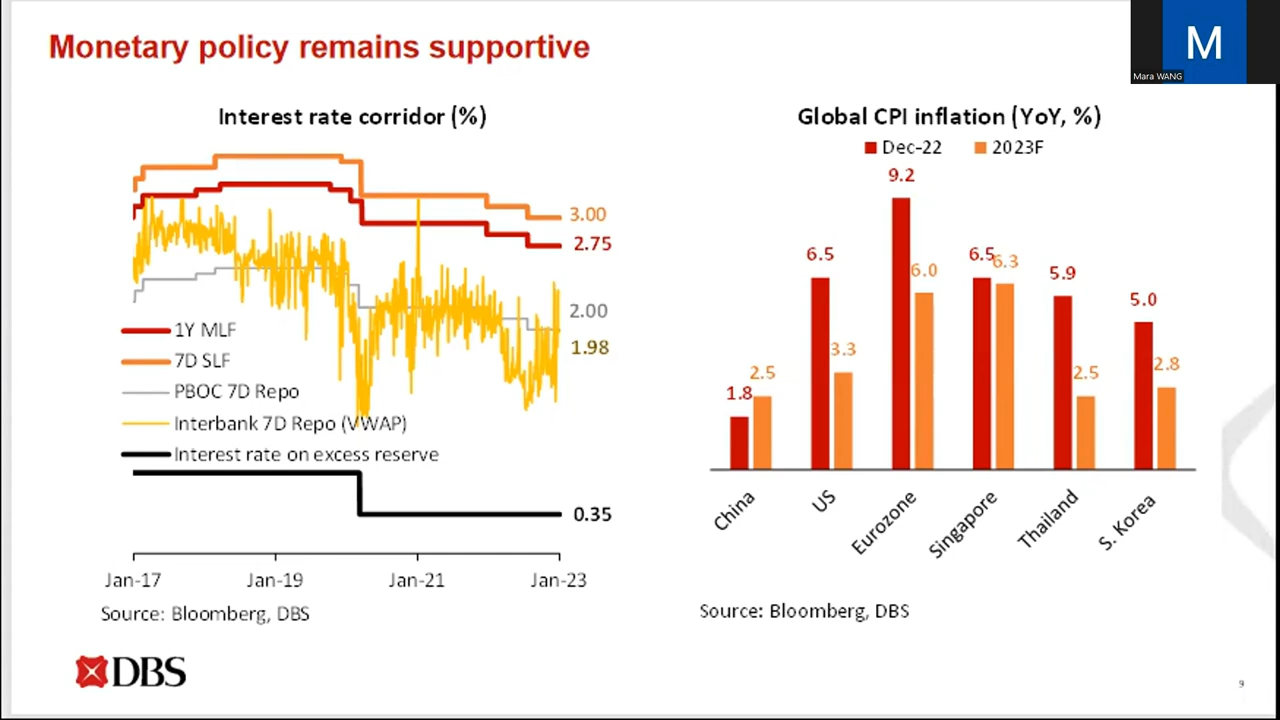 Monetary policy remains supportive
M
Mara WANG
Interest rate corridor (%)
3.00
2.75
2.00
1.98
1Y MLF
7D SLF
PBOC 7D Repo
Interbank 7D Repo (VWAP)
Interest rate on excess reserve
0.35
Jan-17 Jan-19 Jan-21 Jan-23
Source: Bloomberg, DBS
Global CPI inflation (YoY, %)
Dec-22 2023F
1.8 2.5 6.5 3.3 9.2 6.0 6.5 6.3 5.9 2.5 5.0 2.8
China US Eurozone Singapore Thailand S. Korea
Source: Bloomberg, DBS
DBS
9